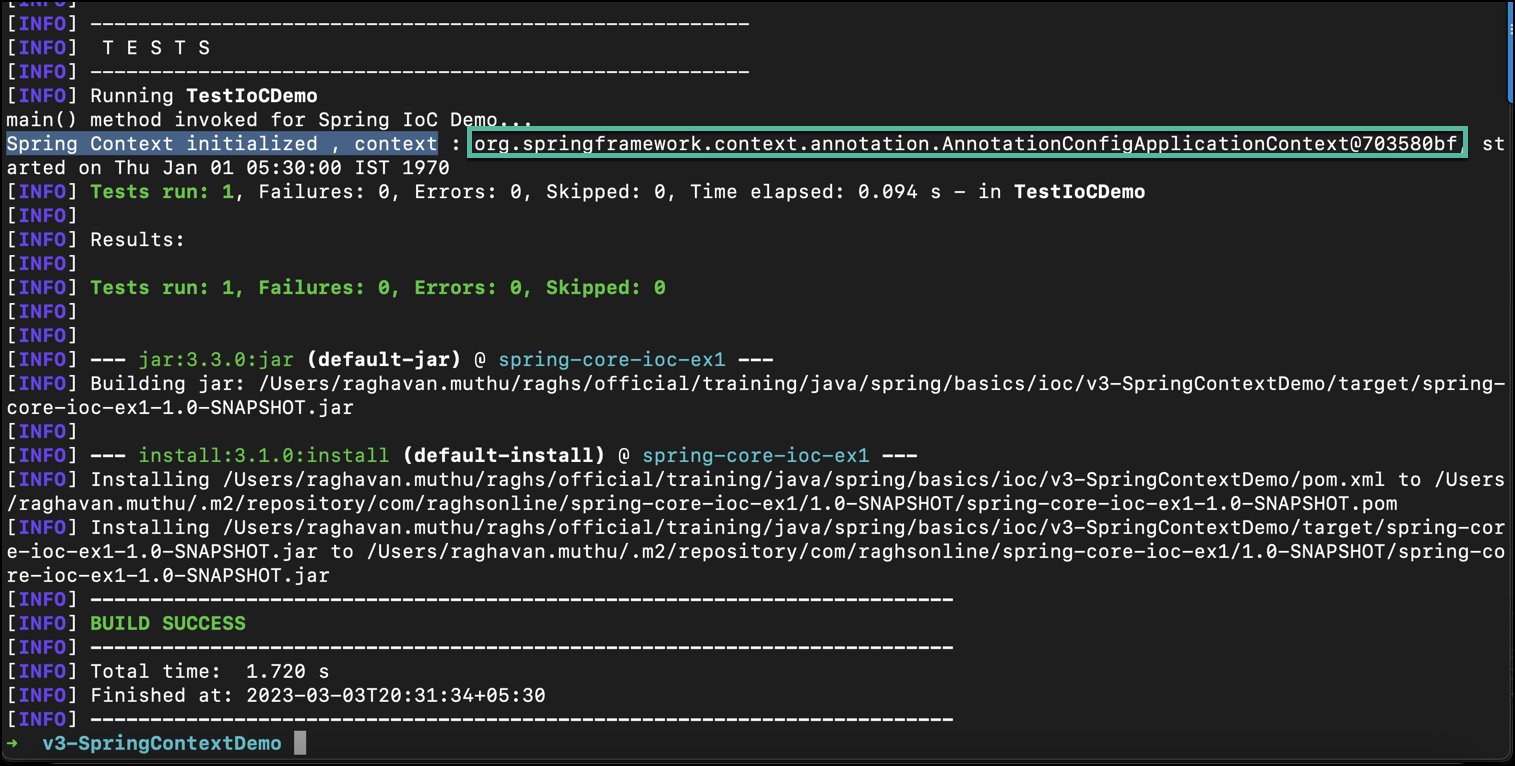 [INFO]
[INFO] -------------------------------------------------------
[INFO]  T E S T S
[INFO] -------------------------------------------------------
[INFO] Running TestIoCDemo
main() method invoked for Spring IoC Demo...
Spring Context initialized , context : org.springframework.context.annotation.AnnotationConfigApplicationContext@703580bf, st
arted on Thu Jan 01 05:30:00 IST 1970
[INFO] Tests run: 1, Failures: 0, Errors: 0, Skipped: 0, Time elapsed: 0.094 s - in TestIoCDemo
[INFO]
[INFO] Results:
[INFO]
[INFO] Tests run: 1, Failures: 0, Errors: 0, Skipped: 0
[INFO]
[INFO]
[INFO] --- jar:3.3.0:jar (default-jar) @ spring-core-ioc-ex1 ---
[INFO] Building jar: /Users/raghavan.muthu/raghs/official/training/java/spring/basics/ioc/v3-SpringContextDemo/target/spring-
core-ioc-ex1-1.0-SNAPSHOT.jar
[INFO]
[INFO] --- install:3.1.0:install (default-install) @ spring-core-ioc-ex1 ---
[INFO] Installing /Users/raghavan.muthu/raghs/official/training/java/spring/basics/ioc/v3-SpringContextDemo/pom.xml to /Users
/raghavan.muthu/.m2/repository/com/raghsonline/spring-core-ioc-ex1/1.0-SNAPSHOT/spring-core-ioc-ex1-1.0-SNAPSHOT.pom
[INFO] Installing /Users/raghavan.muthu/raghs/official/training/java/spring/basics/ioc/v3-SpringContextDemo/target/spring-cor
e-ioc-ex1-1.0-SNAPSHOT.jar to /Users/raghavan.muthu/.m2/repository/com/raghsonline/spring-core-ioc-ex1/1.0-SNAPSHOT/spring-co
re-ioc-ex1-1.0-SNAPSHOT.jar
[INFO] ------------------------------------------------------------------------
[INFO] BUILD SUCCESS
[INFO] ------------------------------------------------------------------------
[INFO] Total time:  1.720 s
[INFO] Finished at: 2023-03-03T20:31:34+05:30
[INFO] ------------------------------------------------------------------------
→ v3-SpringContextDemo